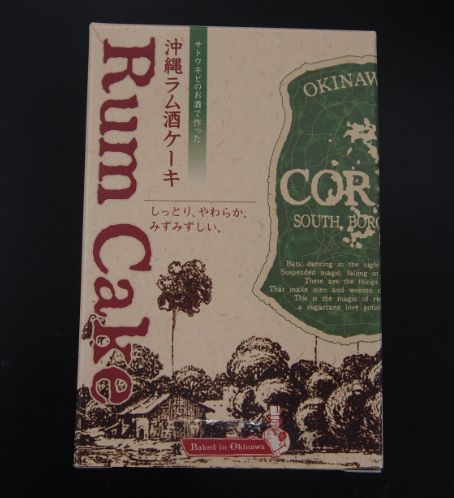 Rum Cake
サトウキビのお酒で作った
沖縄ラム酒ケーキ
しっとり、やわらか、
みずみずしい。
OKINAW
COR
SOUTH BOR
Bats, dancing in the night
Suspended magic, falling in
These are the things
That make men and women
This is the magic of
a sugarcane love potio
Baked in Okinawa